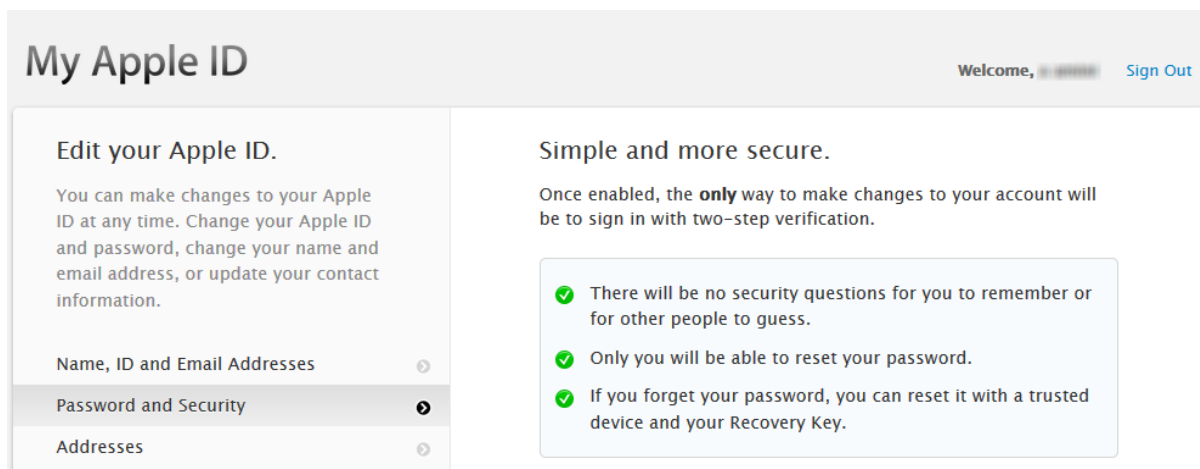 My Apple ID
Welcome,
Sign Out
Edit your Apple ID.
You can make changes to your Apple
ID at any time. Change your Apple ID
and password, change your name and
email address, or update your contact
information.
Name, ID and Email Addresses
Password and Security
Addresses
Simple and more secure.
Once enabled, the only way to make changes to your account will
be to sign in with two-step verification.
There will be no security questions for you to remember or
for other people to guess.
Only you will be able to reset your password.
If you forget your password, you can reset it with a trusted
device and your Recovery Key.